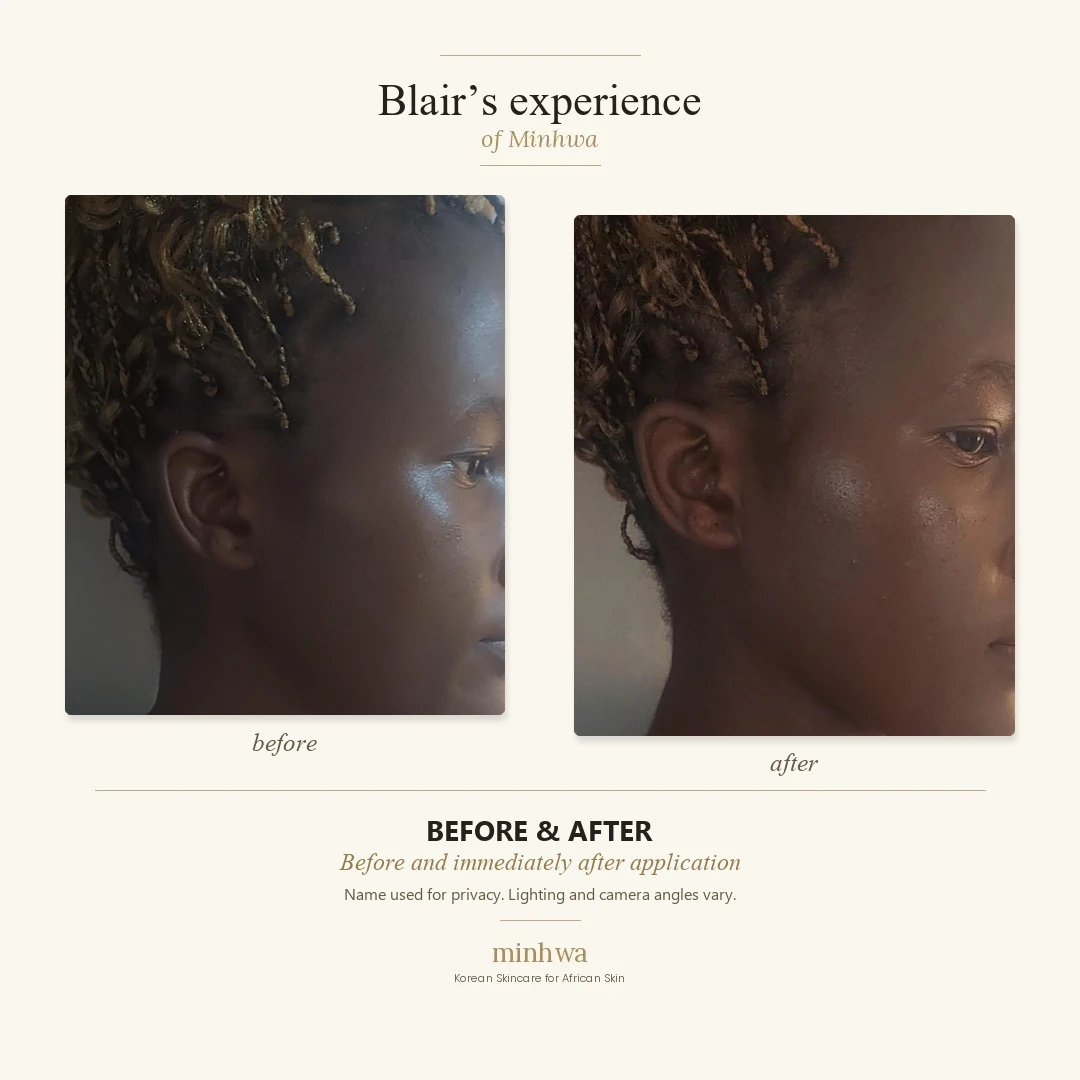 Blair’s experience
of Minhwa
before
after
BEFORE & AFTER
Before and immediately after application
Name used for privacy. Lighting and camera angles vary.
minhwa
Korean Skincare for African Skin